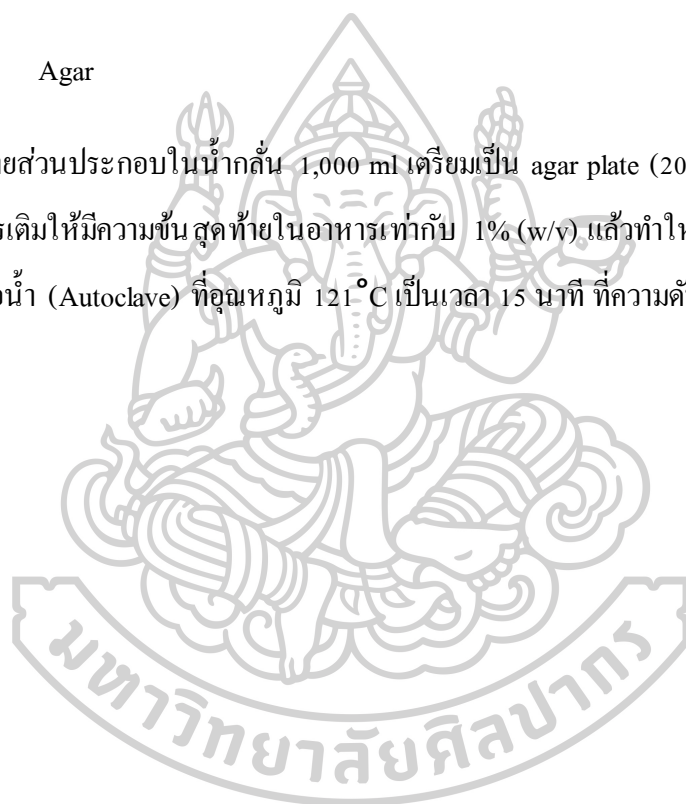 Agar
ยส่วนประกอบในน้ำกลั่น 1,000 ml เตรียมเป็น agar plate (20
รเติมให้มีความข้นสุดท้ายในอาหารเท่ากับ 1% (w/v) แล้วทำให
น้ำ (Autoclave) ที่อุณหภูมิ 121°C เป็นเวลา 15 นาที ที่ความดั
มหาวิทยาลัยศิลปากร